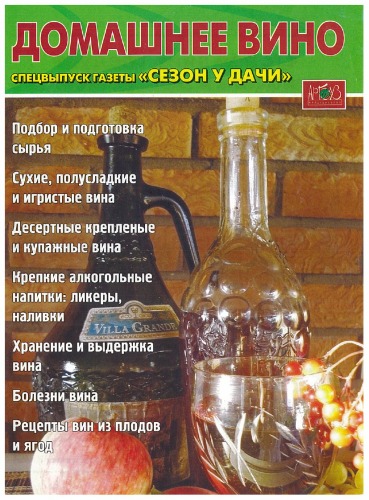 ДОМАШНЕЕ ВИНО
СПЕЦВЫПУСК ГАЗЕТЫ «СЕЗОН У ДАЧИ»
АРГУЗ
Подбор и подготовка
сырья
Сухие, полусладкие
и игристые вина
Десертные крепленые
и купажные вина
Крепкие алкогольные
напитки: ликеры,
наливки
VILLA GRANDE
Хранение и выдержка
вина
Болезни вина
Рецепты вин из плодов
и ягод